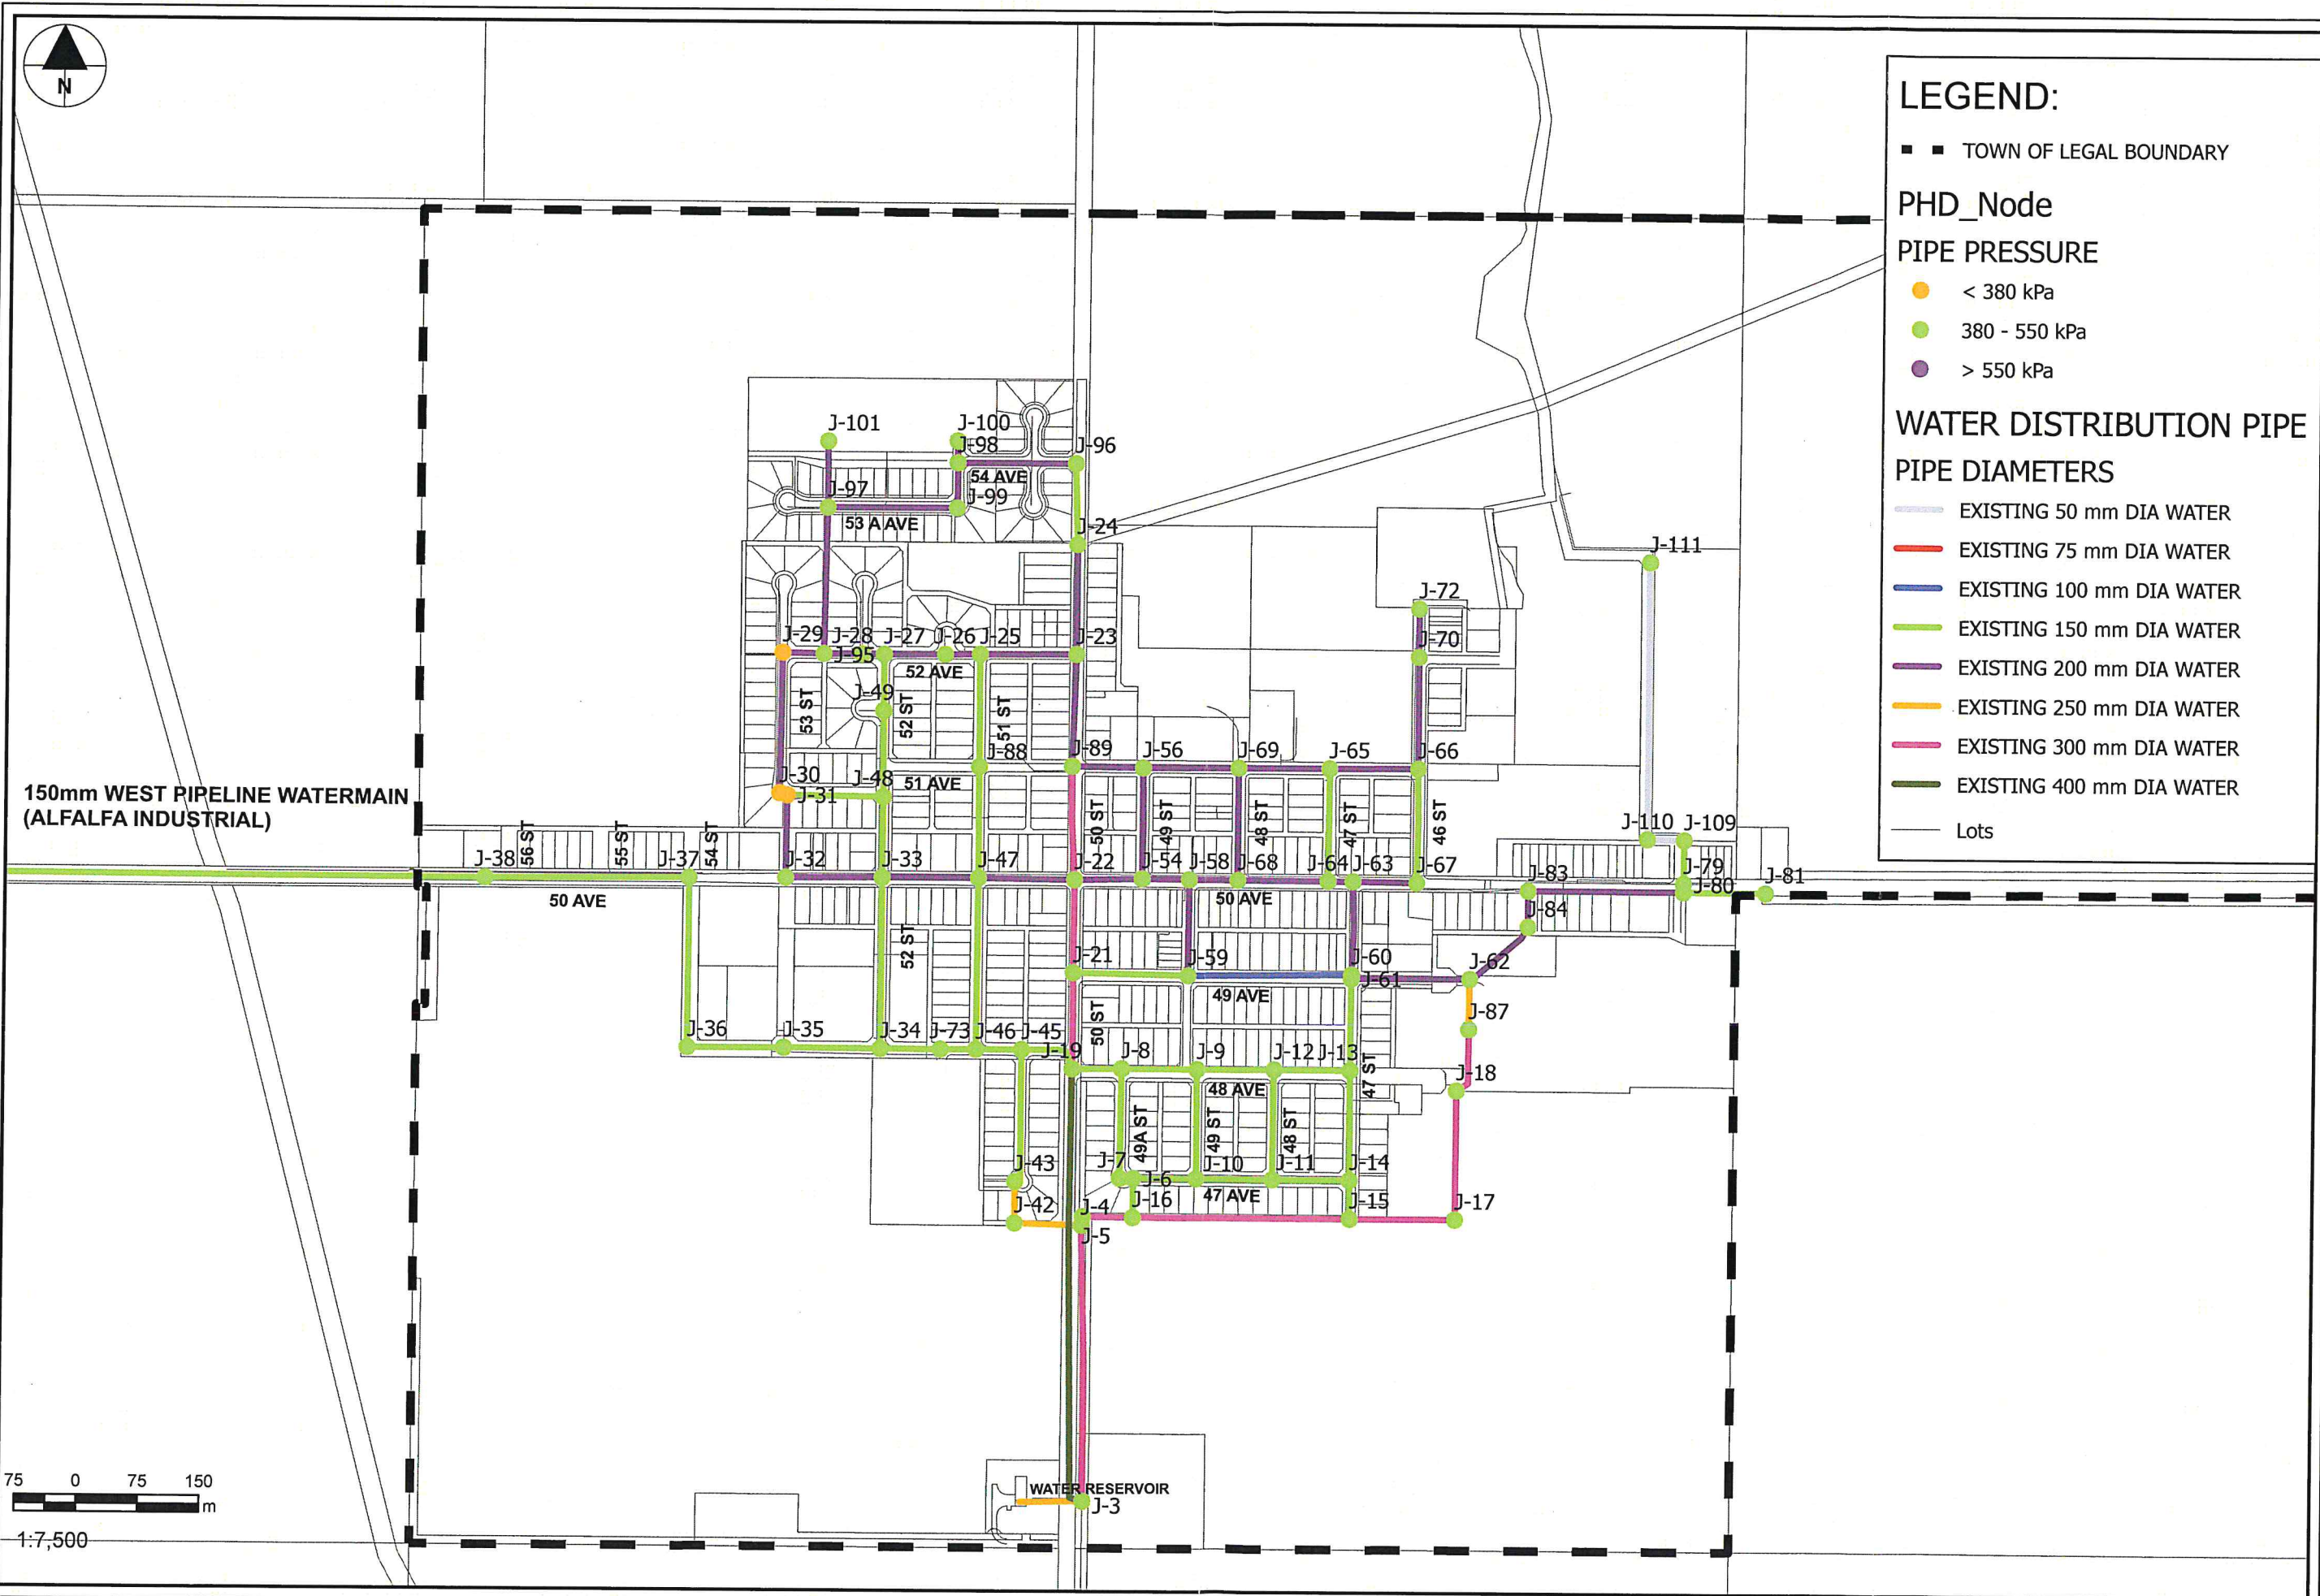 N
LEGEND:
TOWN OF LEGAL BOUNDARY
PHD_Node
PIPE PRESSURE
< 380 kPa
380 - 550 kPa
> 550 kPa
WATER DISTRIBUTION PIPE
PIPE DIAMETERS
EXISTING 50 mm DIA WATER
EXISTING 75 mm DIA WATER
EXISTING 100 mm DIA WATER
EXISTING 150 mm DIA WATER
EXISTING 200 mm DIA WATER
EXISTING 250 mm DIA WATER
EXISTING 300 mm DIA WATER
EXISTING 400 mm DIA WATER
Lots
J-101
J-100
J-98
J-96
54 AVE
J-97
J-99
53 A AVE
J-24
J-111
J-72
J-29
J-28
J-27
J-26
J-25
J-23
J-95
J-70
52 AVE
J-49
53 ST
52 ST
51 ST
J-88
J-89
J-56
J-69
J-65
J-66
J-30
J-48
51 AVE
J-31
150mm WEST PIPELINE WATERMAIN
(ALFALFA INDUSTRIAL)
56 ST
55 ST
54 ST
50 ST
49 ST
48 ST
47 ST
46 ST
J-110
J-109
J-38
J-37
J-32
J-33
J-47
J-22
J-54
J-58
J-68
J-64
J-63
J-67
J-83
J-79
J-80
J-81
50 AVE
50 AVE
J-84
52 ST
J-21
J-59
J-60
J-61
J-62
49 AVE
J-87
50 ST
J-36
J-35
J-34
J-73
J-46
J-45
J-19
J-8
J-9
J-12
J-13
47 ST
J-18
48 AVE
49A ST
49 ST
48 ST
J-43
J-7
J-6
J-10
J-11
J-14
47 AVE
J-42
J-4
J-16
J-15
J-17
J-5
WATER RESERVOIR
J-3
75 0 75 150
m
1:7,500